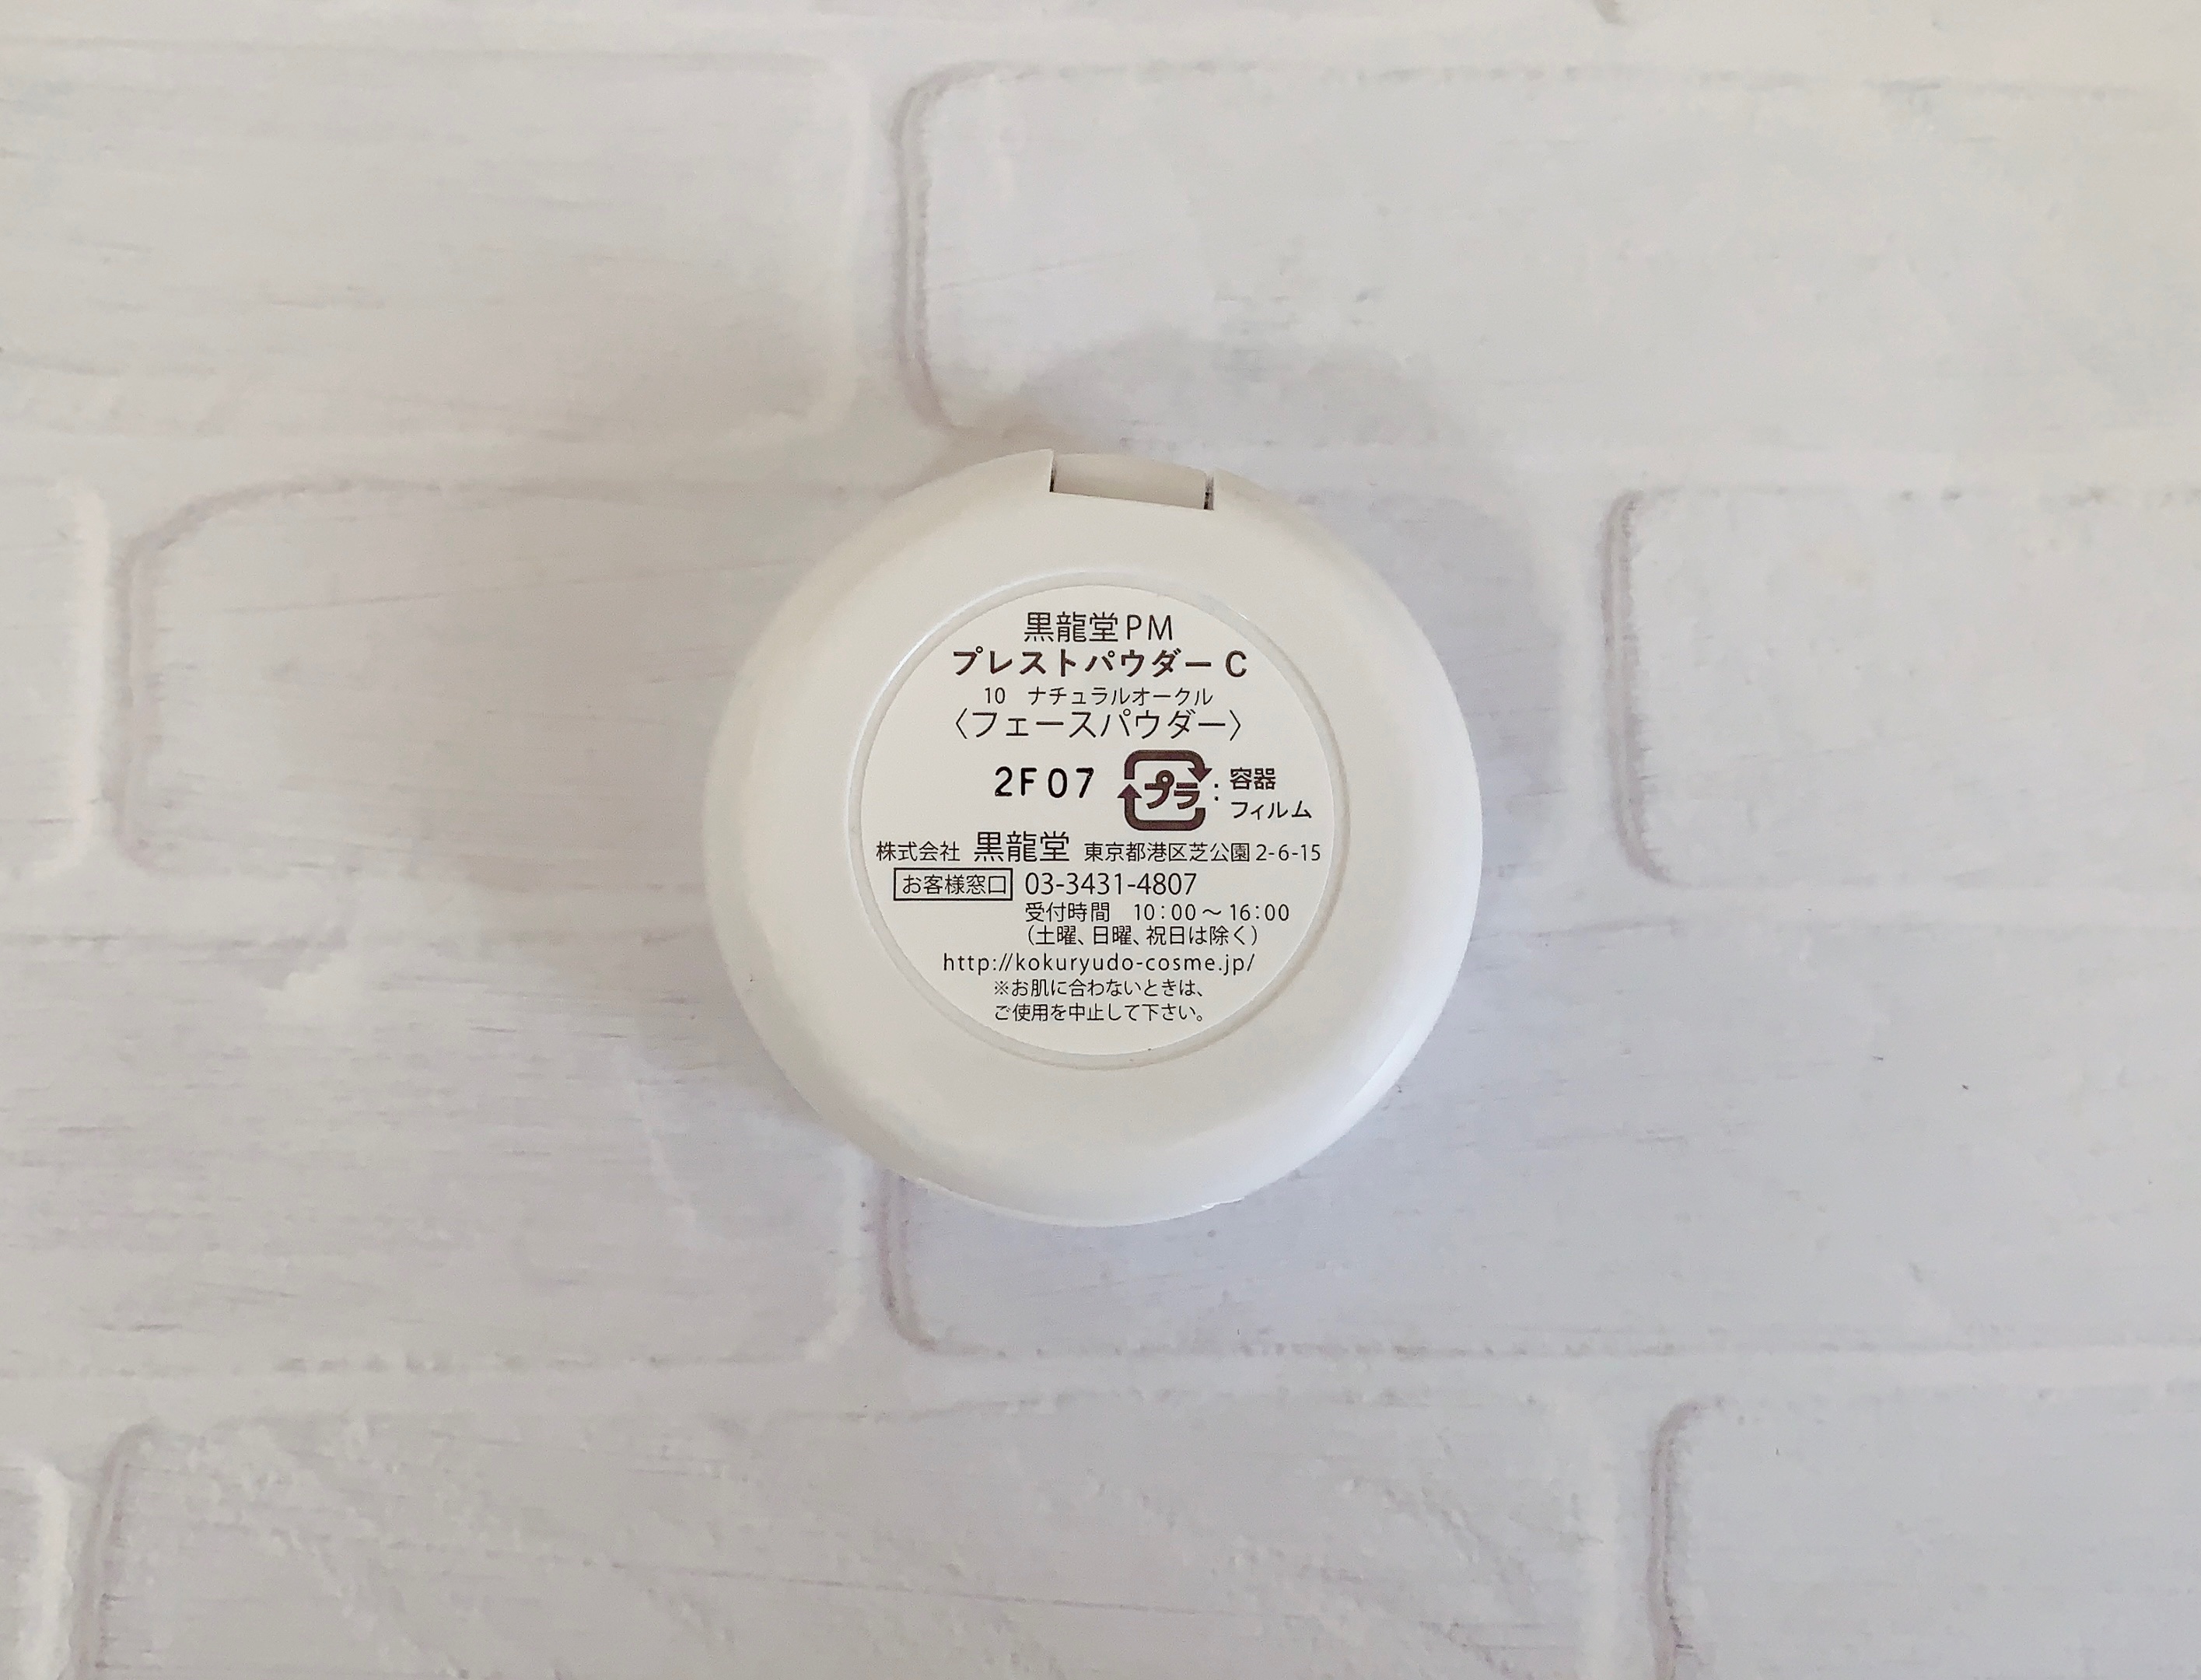 黒龍堂PM
プレストパウダー C
10 ナチュラルオークル
〈フェースパウダー〉
2F07 プラ : 容器
フィルム
株式会社 黒龍堂 東京都港区芝公園2-6-15
お客様窓口 03-3431-4807
受付時間 10:00～16:00
(土曜、日曜、祝日は除く)
http://kokuryudo-cosme.jp/
※お肌に合わないときは、
ご使用を中止して下さい。